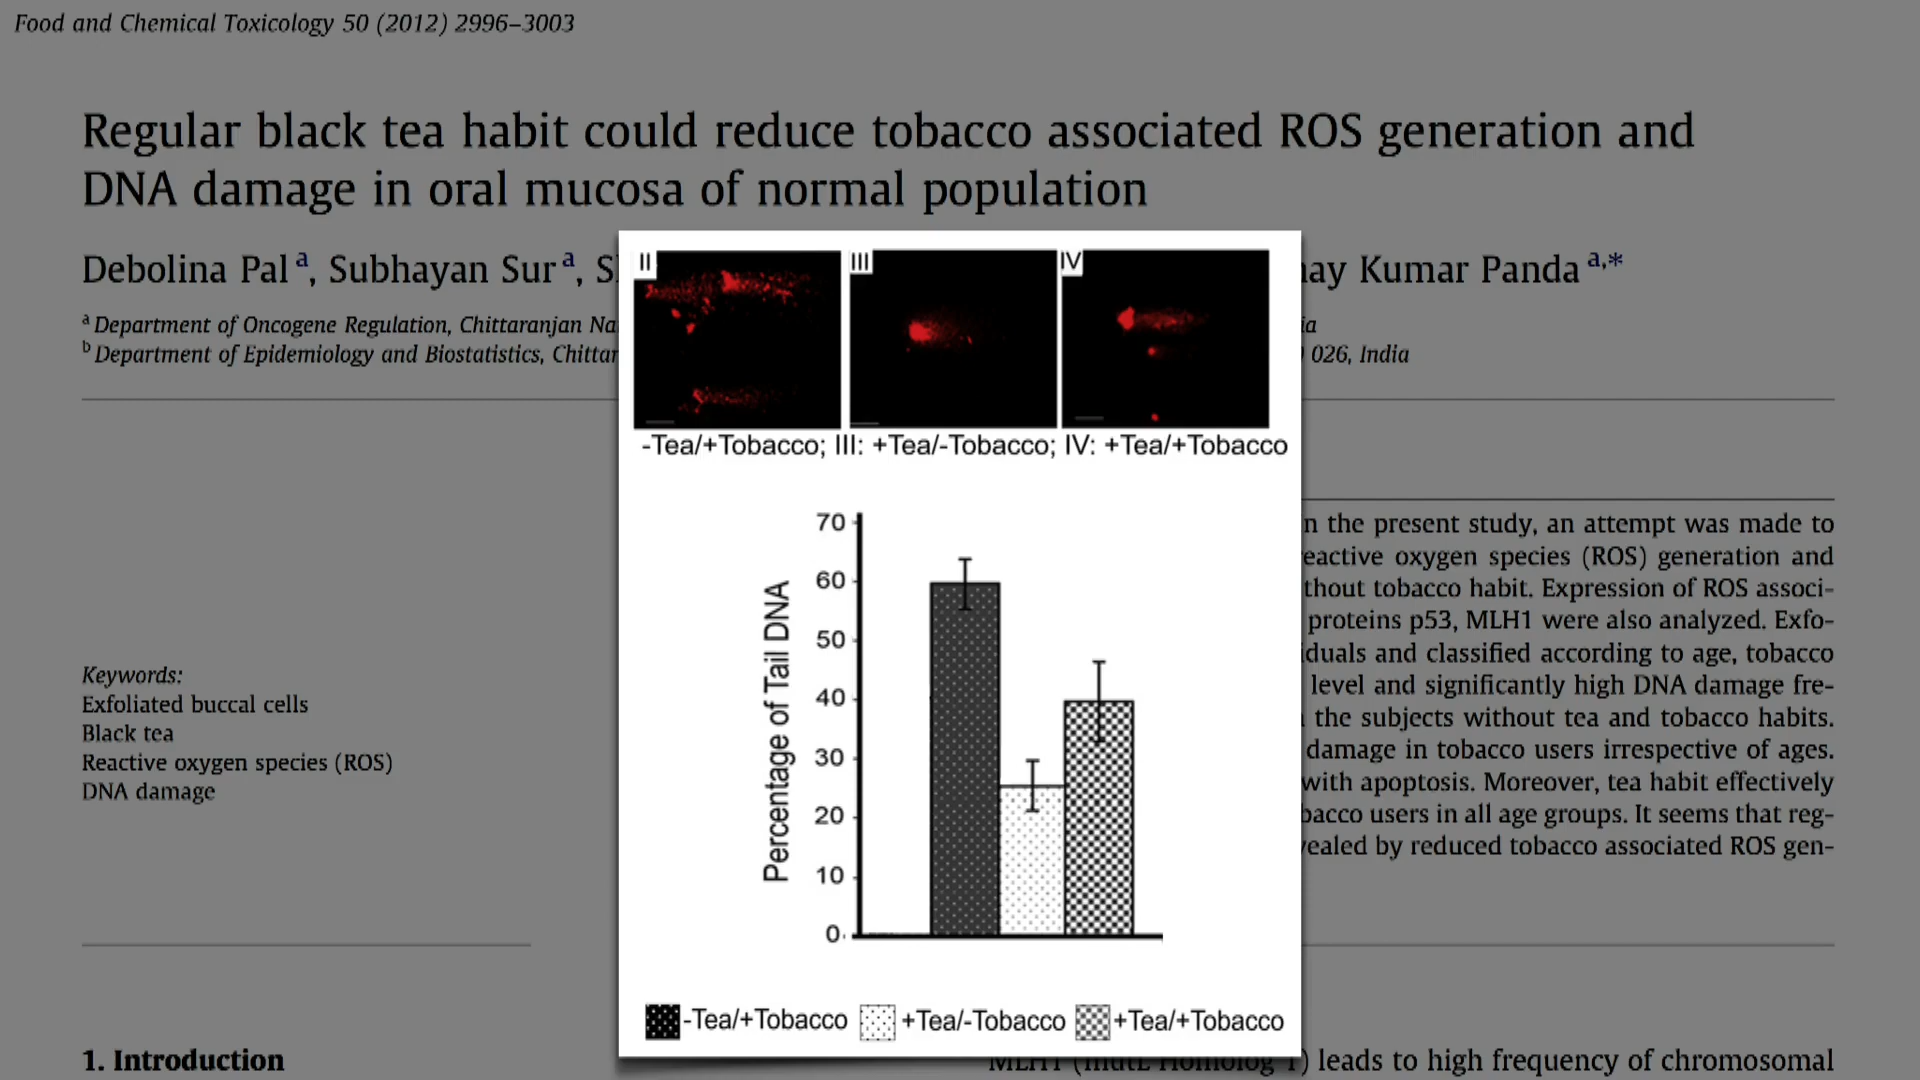 Food and Chemical Toxicology 50 (2012) 2996–3003
Regular black tea habit could reduce tobacco associated ROS generation and
DNA damage in oral mucosa of normal population
Debolina Pal a, Subhayan Sur a, S
Kumar Panda a,*
a Department of Oncogene Regulation, Chittaranjan Na
b Department of Epidemiology and Biostatistics, Chittar
026, India
II
III
IV
-Tea/+Tobacco; III: +Tea/-Tobacco; IV: +Tea/+Tobacco
Percentage of Tail DNA
70
60
50
40
30
20
10
0
-Tea/+Tobacco
+Tea/-Tobacco
+Tea/+Tobacco
Keywords:
Exfoliated buccal cells
Black tea
Reactive oxygen species (ROS)
DNA damage
n the present study, an attempt was made to
eactive oxygen species (ROS) generation and
thout tobacco habit. Expression of ROS associ-
proteins p53, MLH1 were also analyzed. Exfo-
iduals and classified according to age, tobacco
level and significantly high DNA damage fre-
the subjects without tea and tobacco habits.
damage in tobacco users irrespective of ages.
with apoptosis. Moreover, tea habit effectively
bacco users in all age groups. It seems that reg-
vealed by reduced tobacco associated ROS gen-
1. Introduction
MLH1 (mutL Homolog 1) leads to high frequency of chromosomal